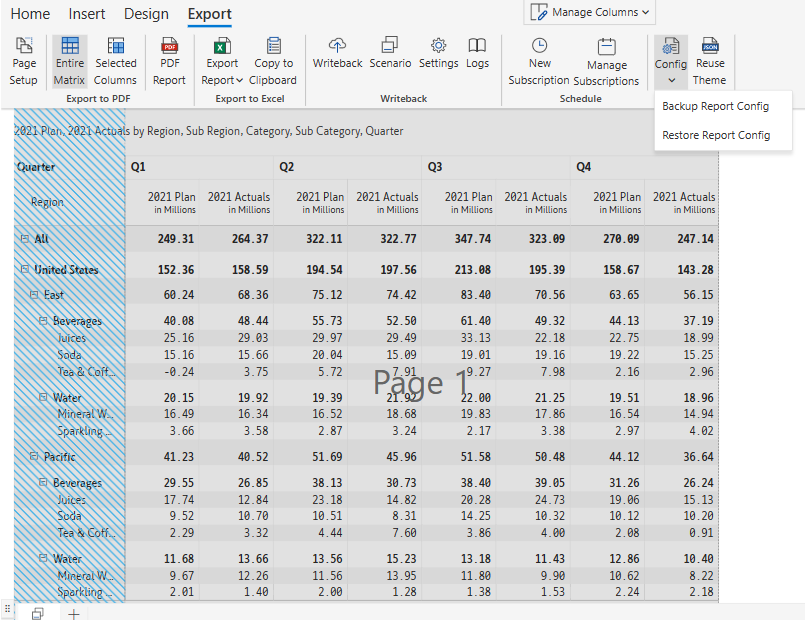 Home Insert Design Export
Manage Columns
Page Setup
Entire Matrix
Selected Columns
PDF Report
Export Report
Copy to Clipboard
Writeback
Scenario
Settings
Logs
New Subscription
Manage Subscriptions
Config
Reuse Theme
Export to PDF
Export to Excel
Writeback
Schedule
Backup Report Config
Restore Report Config
2021 Plan, 2021 Actuals by Region, Sub Region, Category, Sub Category, Quarter
Quarter Q1 Q2 Q3 Q4
Region 2021 Plan in Millions 2021 Actuals in Millions 2021 Plan in Millions 2021 Actuals in Millions 2021 Plan in Millions 2021 Actuals in Millions 2021 Plan in Millions 2021 Actuals in Millions
All 249.31 264.37 322.11 322.77 347.74 323.09 270.09 247.14
United States 152.36 158.59 194.54 197.56 213.08 195.39 158.67 143.28
East 60.24 68.36 75.12 74.42 83.40 70.56 63.65 56.15
Beverages 40.08 48.44 55.73 52.50 61.40 49.32 44.13 37.19
Juices 25.16 29.03 29.97 29.49 33.13 22.18 22.75 18.99
Soda 15.16 15.66 20.04 15.09 19.01 19.16 19.22 15.25
Tea & Coff... -0.24 3.75 5.72 7.91 9.27 7.98 2.16 2.96
Page 1
Water 20.15 19.92 19.39 21.92 22.00 21.25 19.51 18.96
Mineral W... 16.49 16.34 16.52 18.68 19.83 17.86 16.54 14.94
Sparkling ... 3.66 3.58 2.87 3.24 2.17 3.38 2.97 4.02
Pacific 41.23 40.52 51.69 45.96 51.58 50.48 44.12 36.64
Beverages 29.55 26.85 38.13 30.73 38.40 39.05 31.26 26.24
Juices 17.74 12.84 23.18 14.82 20.28 24.73 19.06 15.13
Soda 9.52 10.70 10.51 8.31 14.25 10.32 10.12 10.20
Tea & Coff... 2.29 3.32 4.44 7.60 3.86 4.00 2.08 0.91
Water 11.68 13.66 13.56 15.23 13.18 11.43 12.86 10.40
Mineral W... 9.67 12.26 11.56 13.95 11.80 9.90 10.62 8.22
Sparkling ... 2.01 1.40 2.00 1.28 1.38 1.53 2.24 2.18